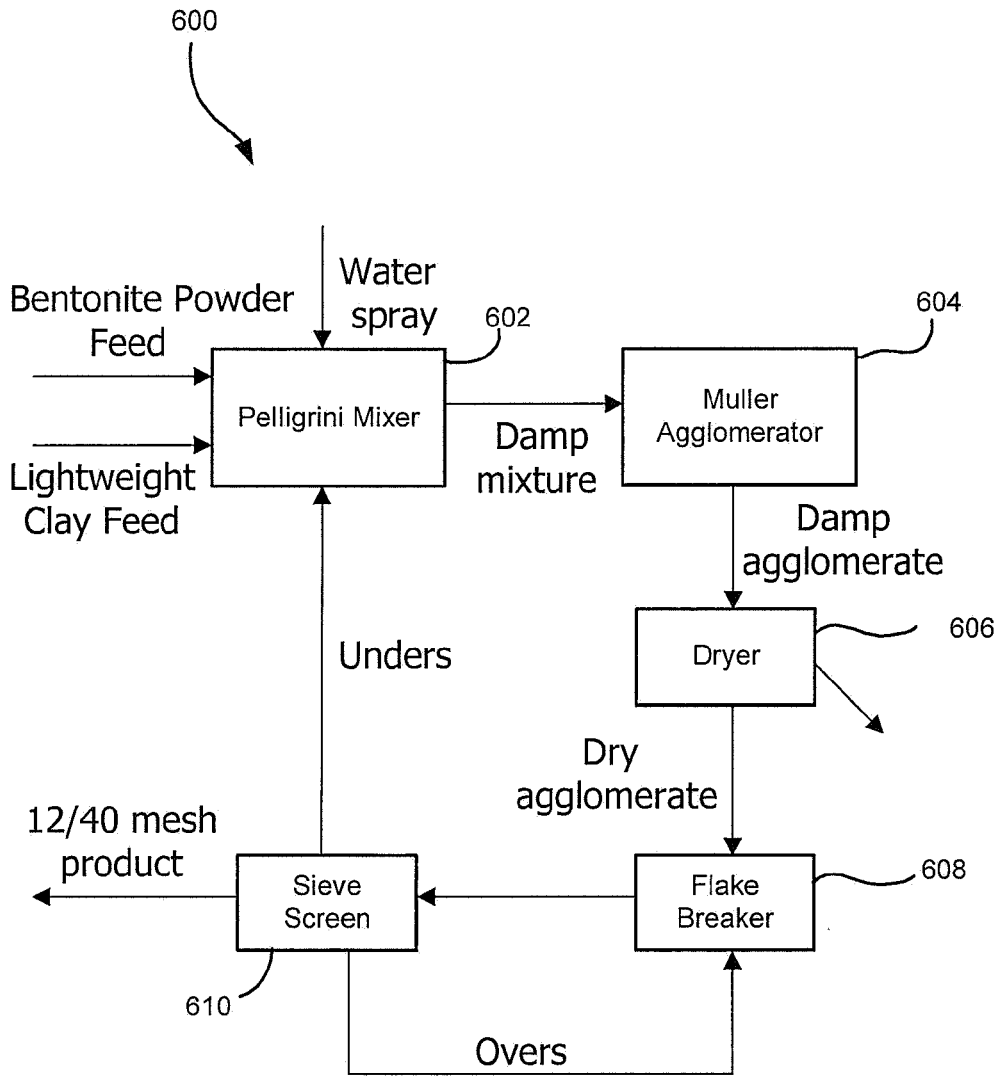 600
Water
spray
Bentonite Powder
Feed
602
604
Pelligrini Mixer
Muller
Agglomerator
Damp
mixture
Lightweight
Clay Feed
Damp
agglomerate
606
Dryer
Unders
Dry
agglomerate
12/40 mesh
product
Sieve
Screen
Flake
Breaker
608
610
Overs